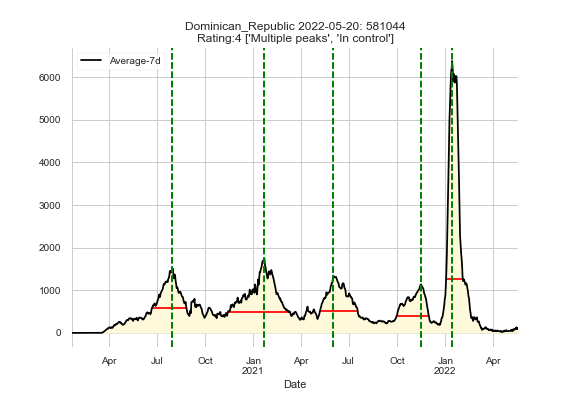 Dominican_Republic 2022-05-20: 581044
Rating:4 ['Multiple peaks', 'In control']
Average-7d
6000
5000
4000
3000
2000
1000
0
Apr Jul Oct Jan Apr Jul Oct Jan Apr
2021 2022
Date